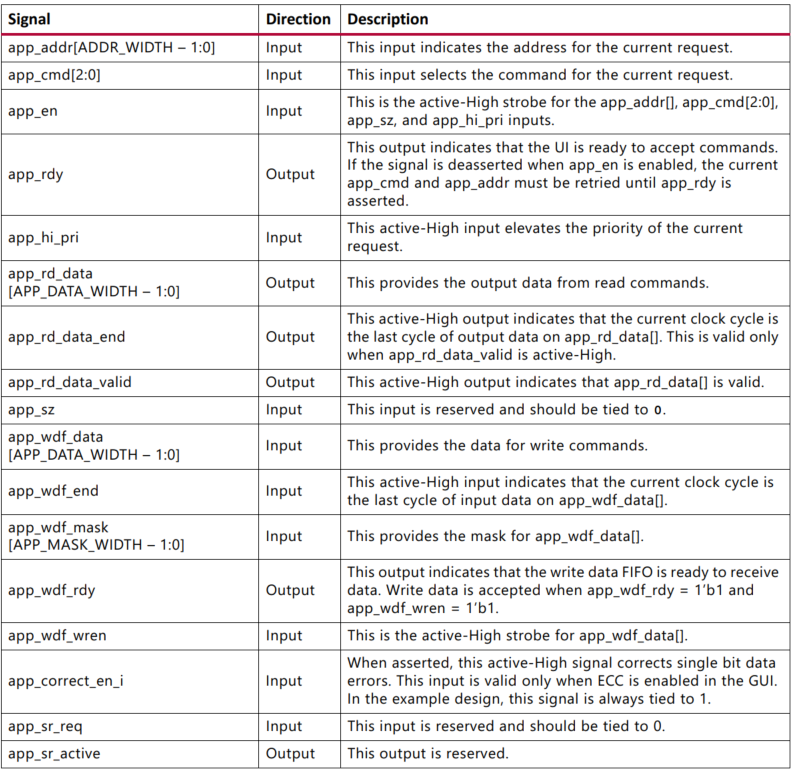 Signal Direction Description
app_addr[ADDR_WIDTH – 1:0] Input This input indicates the address for the current request.
app_cmd[2:0] Input This input selects the command for the current request.
app_en Input This is the active-High strobe for the app_addr[], app_cmd[2:0],
app_sz, and app_hi_pri inputs.
app_rdy Output This output indicates that the UI is ready to accept commands.
If the signal is deasserted when app_en is enabled, the current
app_cmd and app_addr must be retried until app_rdy is
asserted.
app_hi_pri Input This active-High input elevates the priority of the current
request.
app_rd_data
[APP_DATA_WIDTH – 1:0] Output This provides the output data from read commands.
app_rd_data_end Output This active-High output indicates that the current clock cycle is
the last cycle of output data on app_rd_data[]. This is valid only
when app_rd_data_valid is active-High.
app_rd_data_valid Output This active-High output indicates that app_rd_data[] is valid.
app_sz Input This input is reserved and should be tied to 0.
app_wdf_data
[APP_DATA_WIDTH – 1:0] Input This provides the data for write commands.
app_wdf_end Input This active-High input indicates that the current clock cycle is
the last cycle of input data on app_wdf_data[].
app_wdf_mask
[APP_MASK_WIDTH – 1:0] Input This provides the mask for app_wdf_data[].
app_wdf_rdy Output This output indicates that the write data FIFO is ready to receive
data. Write data is accepted when app_wdf_rdy = 1’b1 and
app_wdf_wren = 1’b1.
app_wdf_wren Input This is the active-High strobe for app_wdf_data[].
app_correct_en_i Input When asserted, this active-High signal corrects single bit data
errors. This input is valid only when ECC is enabled in the GUI.
In the example design, this signal is always tied to 1.
app_sr_req Input This input is reserved and should be tied to 0.
app_sr_active Output This output is reserved.